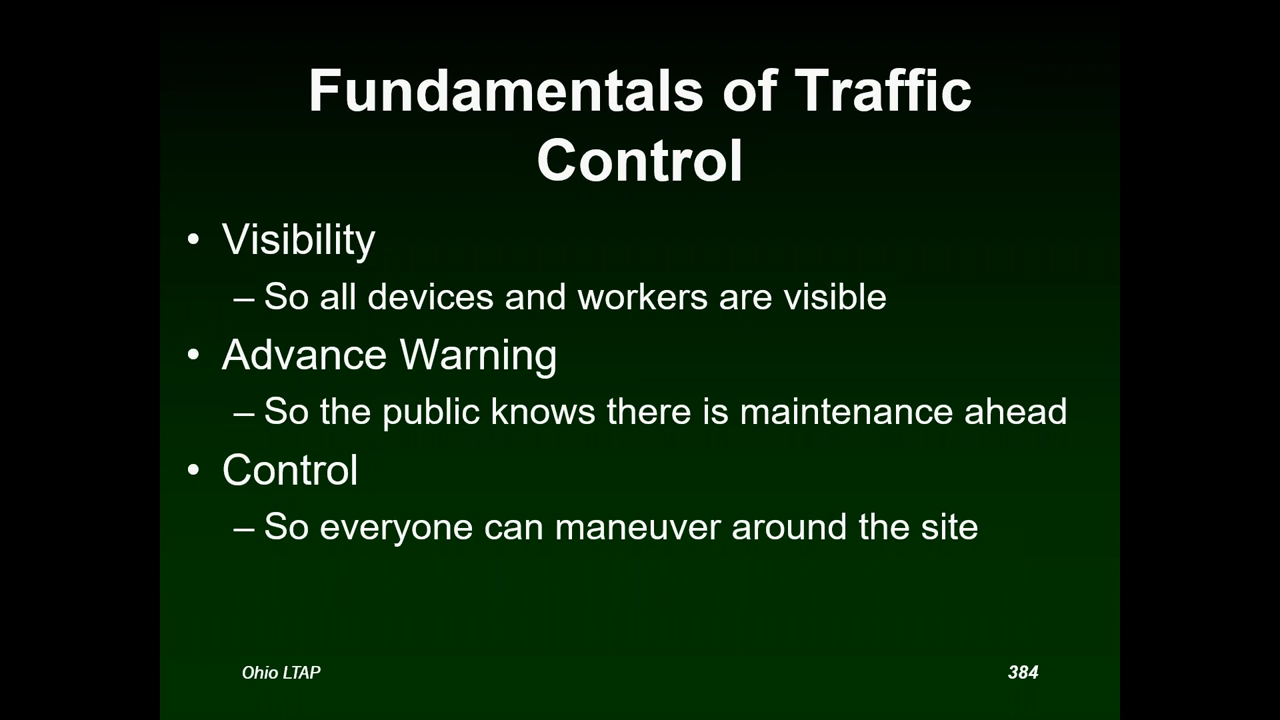 Fundamentals of Traffic
Control
• Visibility
– So all devices and workers are visible
• Advance Warning
– So the public knows there is maintenance ahead
• Control
– So everyone can maneuver around the site
Ohio LTAP
384